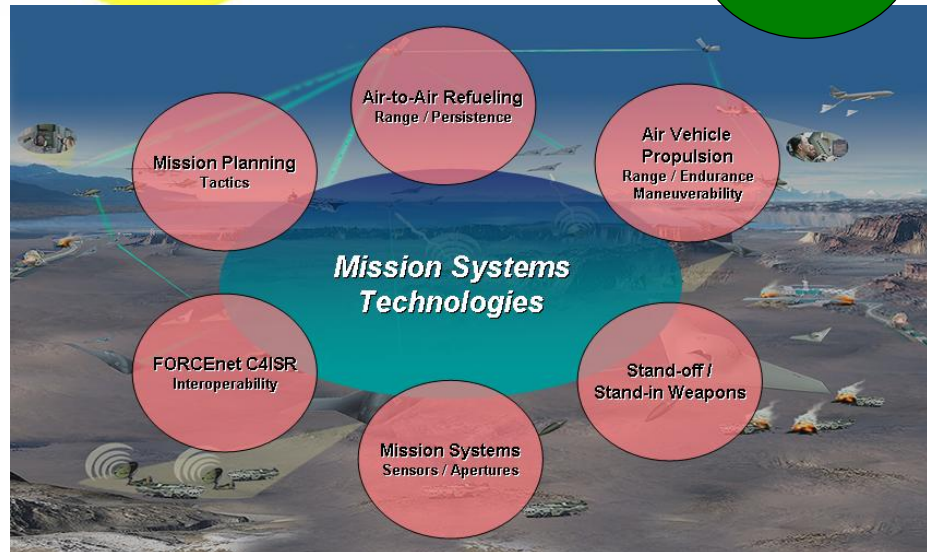 Air-to-Air Refueling
Range / Persistence
Mission Planning
Tactics
Air Vehicle
Propulsion
Range / Endurance
Maneuverability
Mission Systems
Technologies
FORCEnet C4ISR
Interoperability
Stand-off /
Stand-in Weapons
Mission Systems
Sensors / Apertures